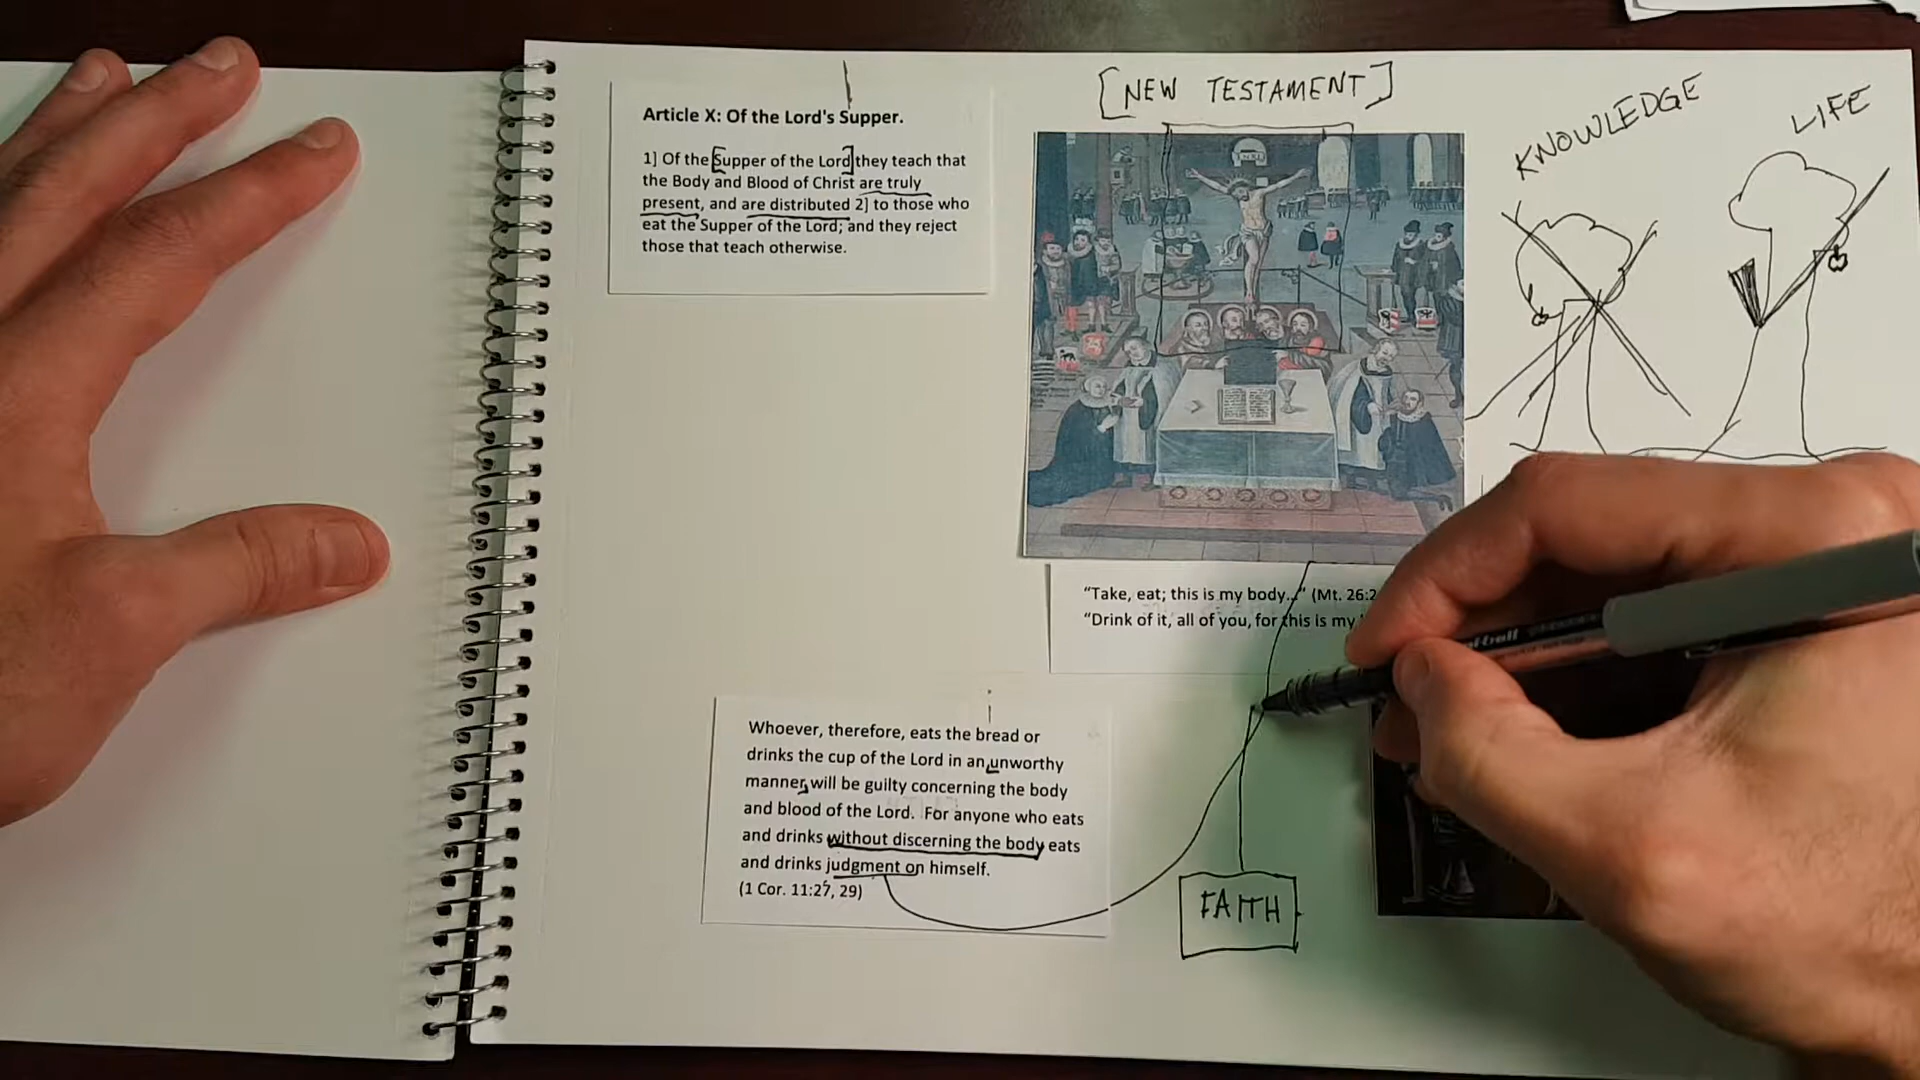 Article X: Of the Lord's Supper.
1] Of the [Supper of the Lord] they teach that
the Body and Blood of Christ are truly
present, and are distributed 2] to those who
eat the Supper of the Lord; and they reject
those that teach otherwise.
[NEW TESTAMENT]
KNOWLEDGE
LIFE
"Take, eat; this is my body..." (Mt. 26:2
"Drink of it, all of you, for this is my
Whoever, therefore, eats the bread or
drinks the cup of the Lord in an unworthy
manner will be guilty concerning the body
and blood of the Lord. For anyone who eats
and drinks without discerning the body eats
and drinks judgment on himself.
(1 Cor. 11:27, 29)
FAITH